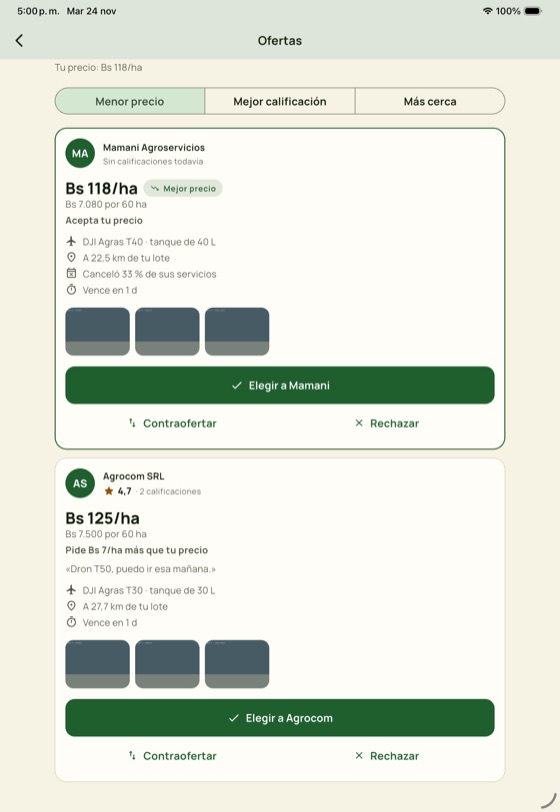 5:00 p. m.  Mar 24 nov
100%
Ofertas
Tu precio: Bs 118/ha
Menor precio
Mejor calificación
Más cerca
MA
Mamani Agroservicios
Sin calificaciones todavía
Bs 118/ha
Mejor precio
Bs 7.080 por 60 ha
Acepta tu precio
DJI Agras T40 · tanque de 40 L
A 22,5 km de tu lote
Canceló 33 % de sus servicios
Vence en 1 d
Elegir a Mamani
Contraofertar
Rechazar
AS
Agrocom SRL
4,7 · 2 calificaciones
Bs 125/ha
Bs 7.500 por 60 ha
Pide Bs 7/ha más que tu precio
«Dron T50, puedo ir esa mañana.»
DJI Agras T30 · tanque de 30 L
A 27,7 km de tu lote
Vence en 1 d
Elegir a Agrocom
Contraofertar
Rechazar